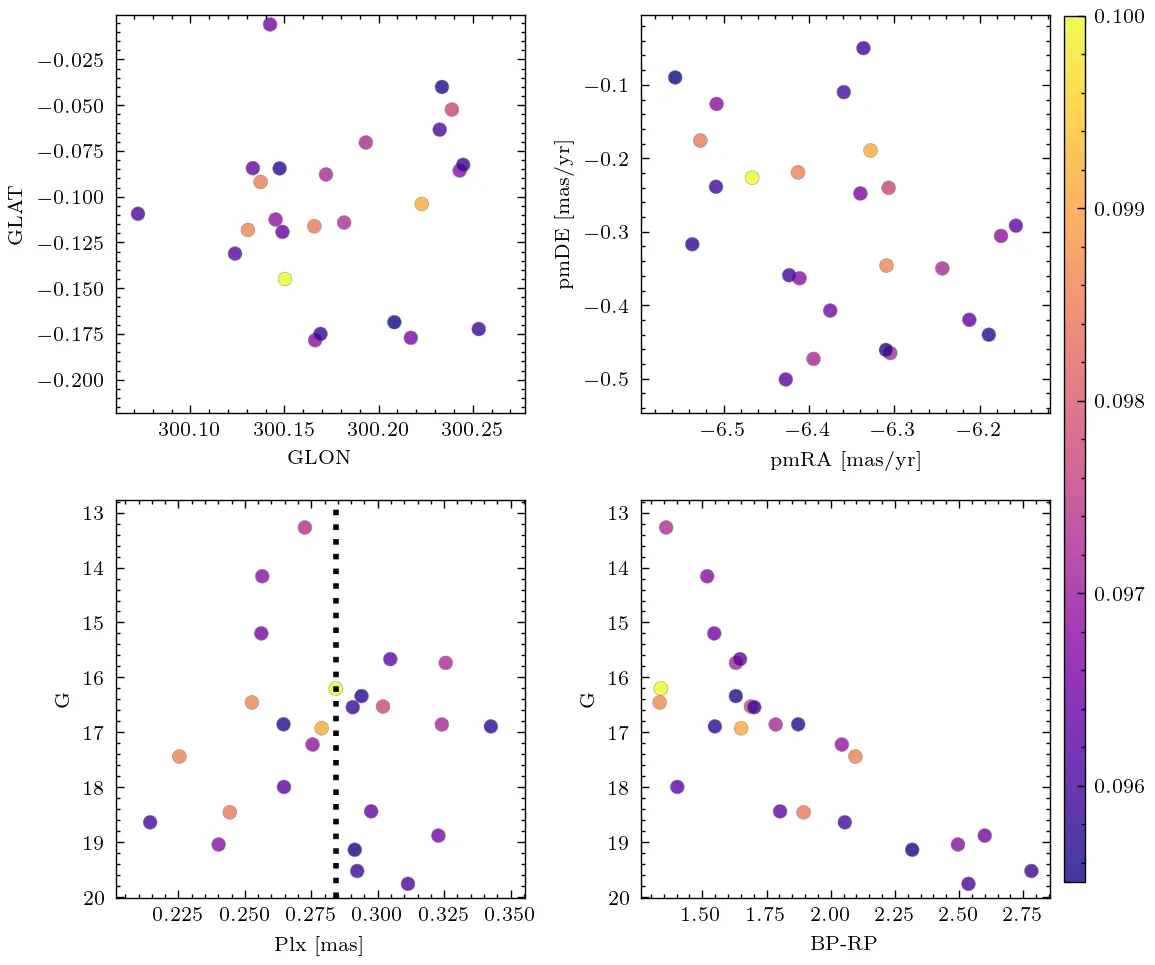 −0.025
−0.050
−0.075
−0.100
−0.125
−0.150
−0.175
−0.200
GLAT
300.10 300.15 300.20 300.25
GLON
−0.1
−0.2
−0.3
−0.4
−0.5
pmDE [mas/yr]
−6.5 −6.4 −6.3 −6.2
pmRA [mas/yr]
13
14
15
16
17
18
19
20
G
0.225 0.250 0.275 0.300 0.325 0.350
Plx [mas]
13
14
15
16
17
18
19
20
G
1.50 1.75 2.00 2.25 2.50 2.75
BP-RP
0.100
0.099
0.098
0.097
0.096